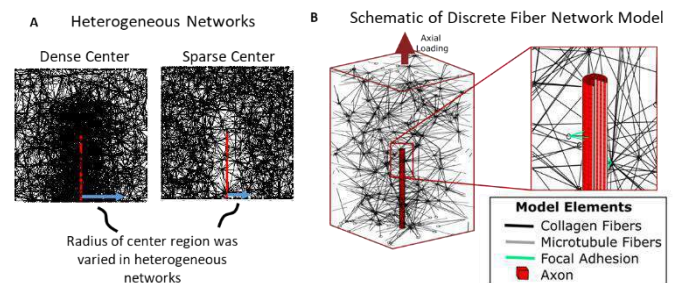 A Heterogeneous Networks
Dense Center Sparse Center
Radius of center region was
varied in heterogeneous
networks
B Schematic of Discrete Fiber Network Model
Axial
Loading
Model Elements
Collagen Fibers
Microtubule Fibers
Focal Adhesion
Axon